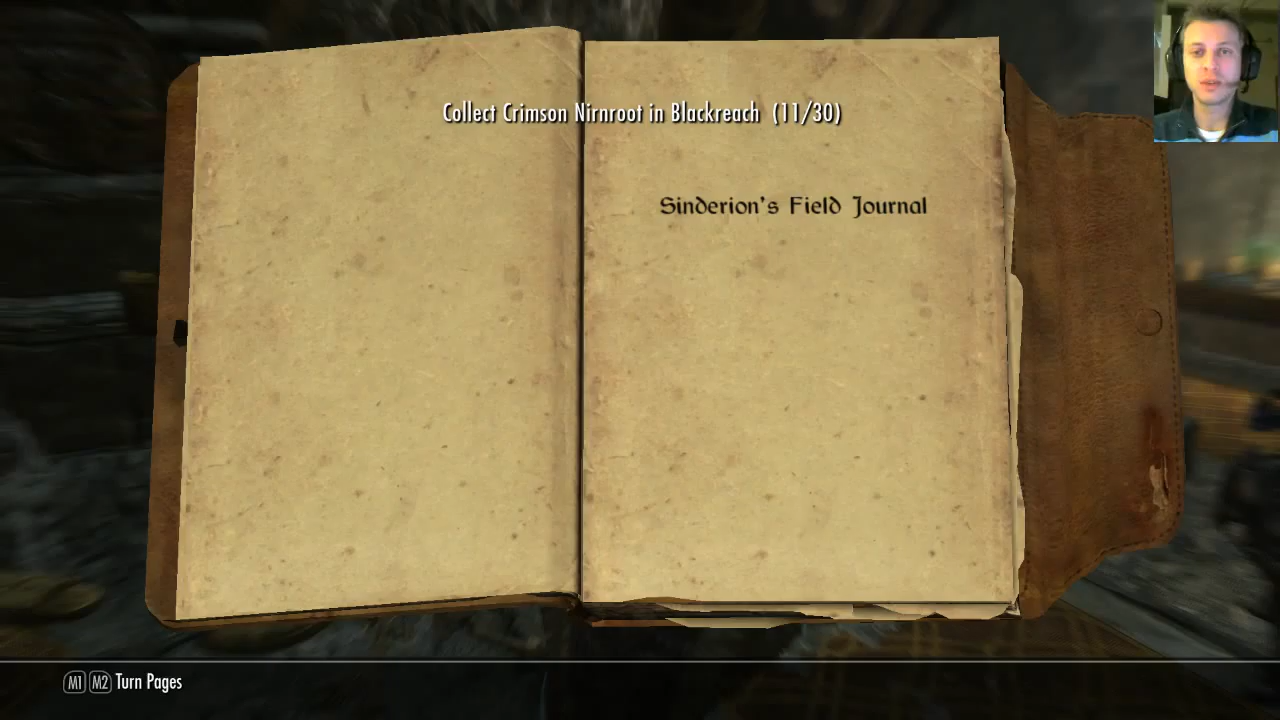 Collect Crimson Nirnroot in Blackreach (11/30)
Sinderion's Field Journal
M1 M2 Turn Pages